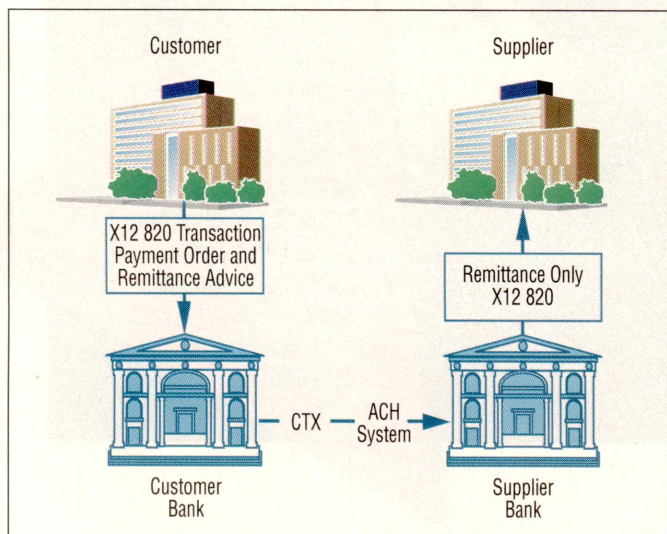 Customer
Supplier
X12 820 Transaction
Payment Order and
Remittance Advice
Remittance Only
X12 820
CTX
ACH
System
Customer
Bank
Supplier
Bank